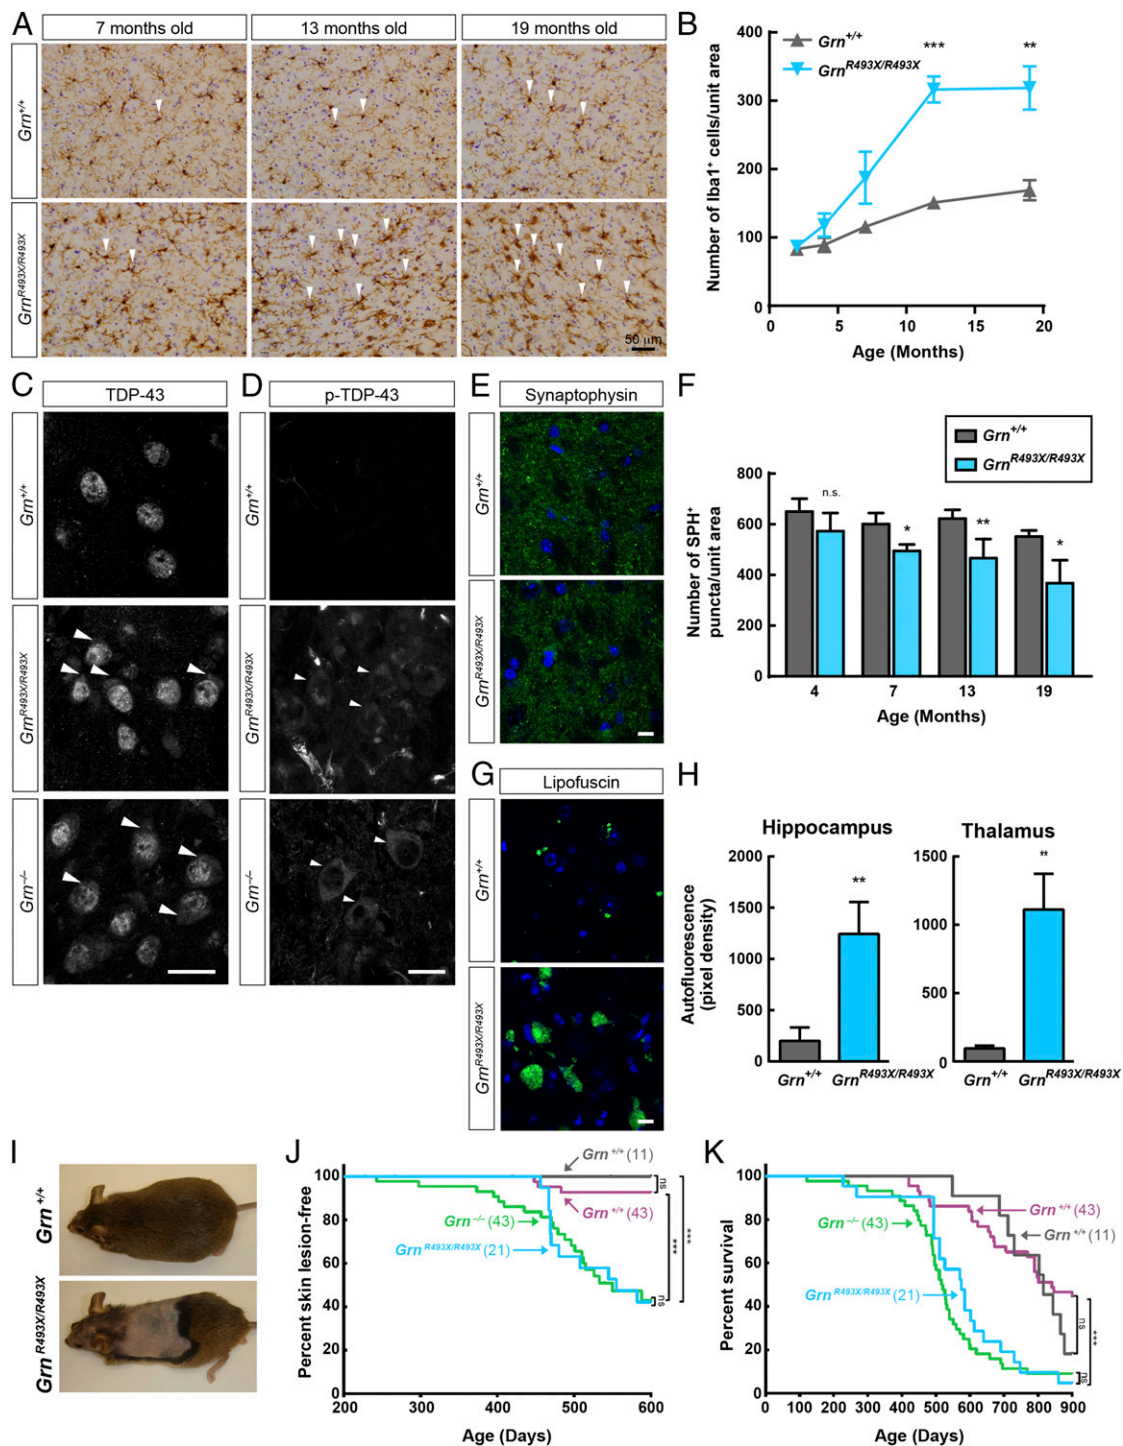 A
7 months old
13 months old
19 months old
Grn+/+
GrnR493X/R493X
50 μm
B
Grn+/+
GrnR493X/R493X
***
**
Number of Iba1+ cells/unit area
400
300
200
100
0
0 5 10 15 20
Age (Months)
C
TDP-43
Grn+/+
GrnR493X/R493X
Grn–/–
D
p-TDP-43
Grn+/+
GrnR493X/R493X
Grn–/–
E
Synaptophysin
Grn+/+
GrnR493X/R493X
F
Grn+/+
GrnR493X/R493X
Number of SPH+
puncta/unit area
800
600
400
200
0
n.s.
*
**
*
4 7 13 19
Age (Months)
G
Lipofuscin
Grn+/+
GrnR493X/R493X
H
Hippocampus
Autofluorescence
(pixel density)
2000
1500
1000
500
0
**
Grn+/+ GrnR493X/R493X
Thalamus
1500
1000
500
0
**
Grn+/+ GrnR493X/R493X
I
Grn+/+
Grn R493X/R493X
J
Percent skin lesion-free
100
80
60
40
20
0
Grn +/+ (11)
Grn +/+ (43)
Grn –/– (43)
Grn R493X/R493X (21)
ns
***
***
ns
200 300 400 500 600
Age (Days)
K
Percent survival
100
80
60
40
20
0
Grn +/+ (43)
Grn –/– (43)
Grn +/+ (11)
Grn R493X/R493X (21)
ns
***
ns
0 100 200 300 400 500 600 700 800 900
Age (Days)